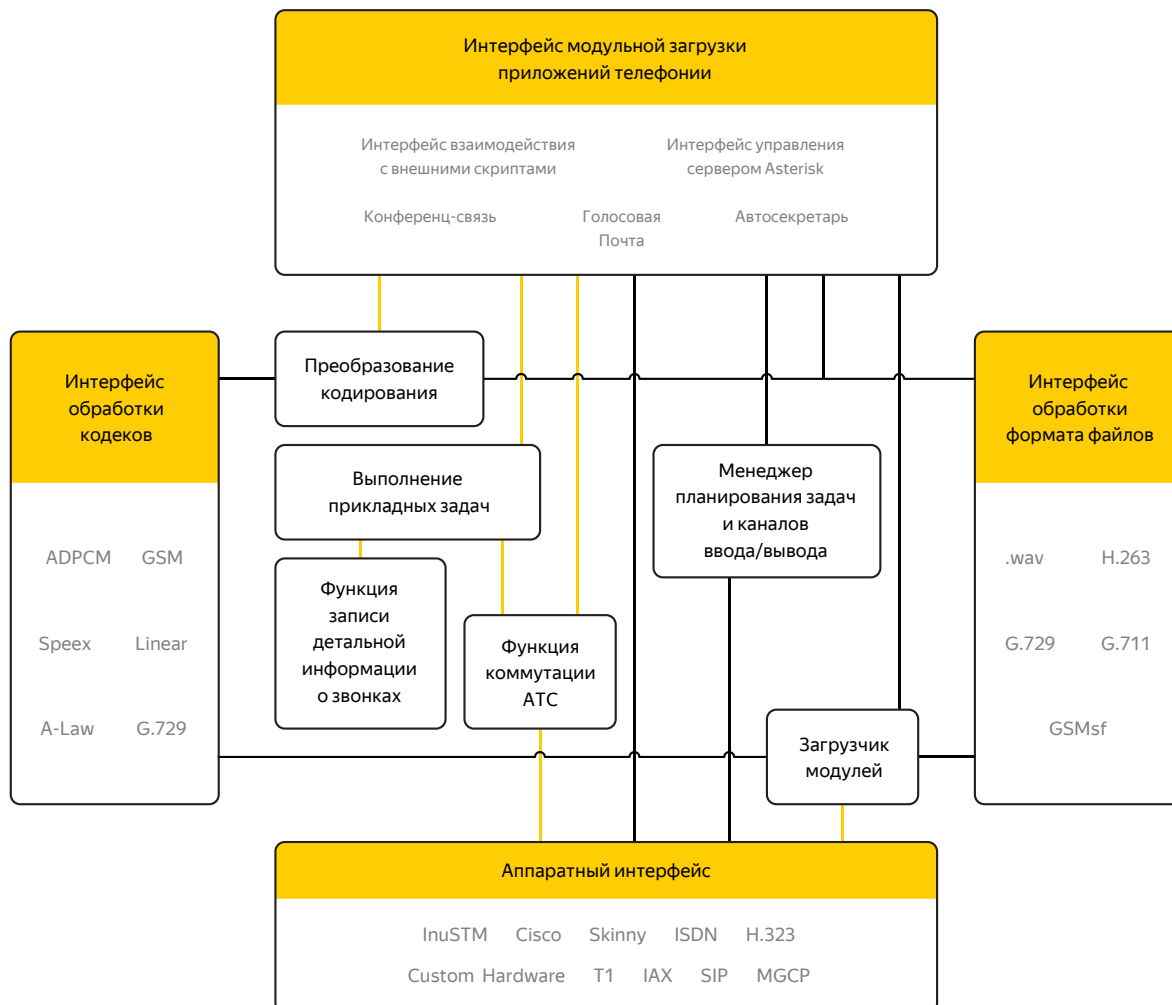 Интерфейс модульной загрузки
приложений телефонии
Интерфейс взаимодействия
с внешними скриптами
Интерфейс управления
сервером Asterisk
Конференц-связь
Голосовая
Почта
Автосекретарь
Интерфейс
обработки
кодеков
ADPCM GSM
Speex Linear
A-Law G.729
Преобразование
кодирования
Выполнение
прикладных задач
Функция
записи
детальной
информации
о звонках
Функция
коммутации
АТС
Менеджер
планирования задач
и каналов
ввода/вывода
Загрузчик
модулей
Интерфейс
обработки
формата файлов
.wav H.263
G.729 G.711
GSMsf
Аппаратный интерфейс
InuSTM Cisco Skinny ISDN H.323
Custom Hardware T1 IAX SIP MGCP